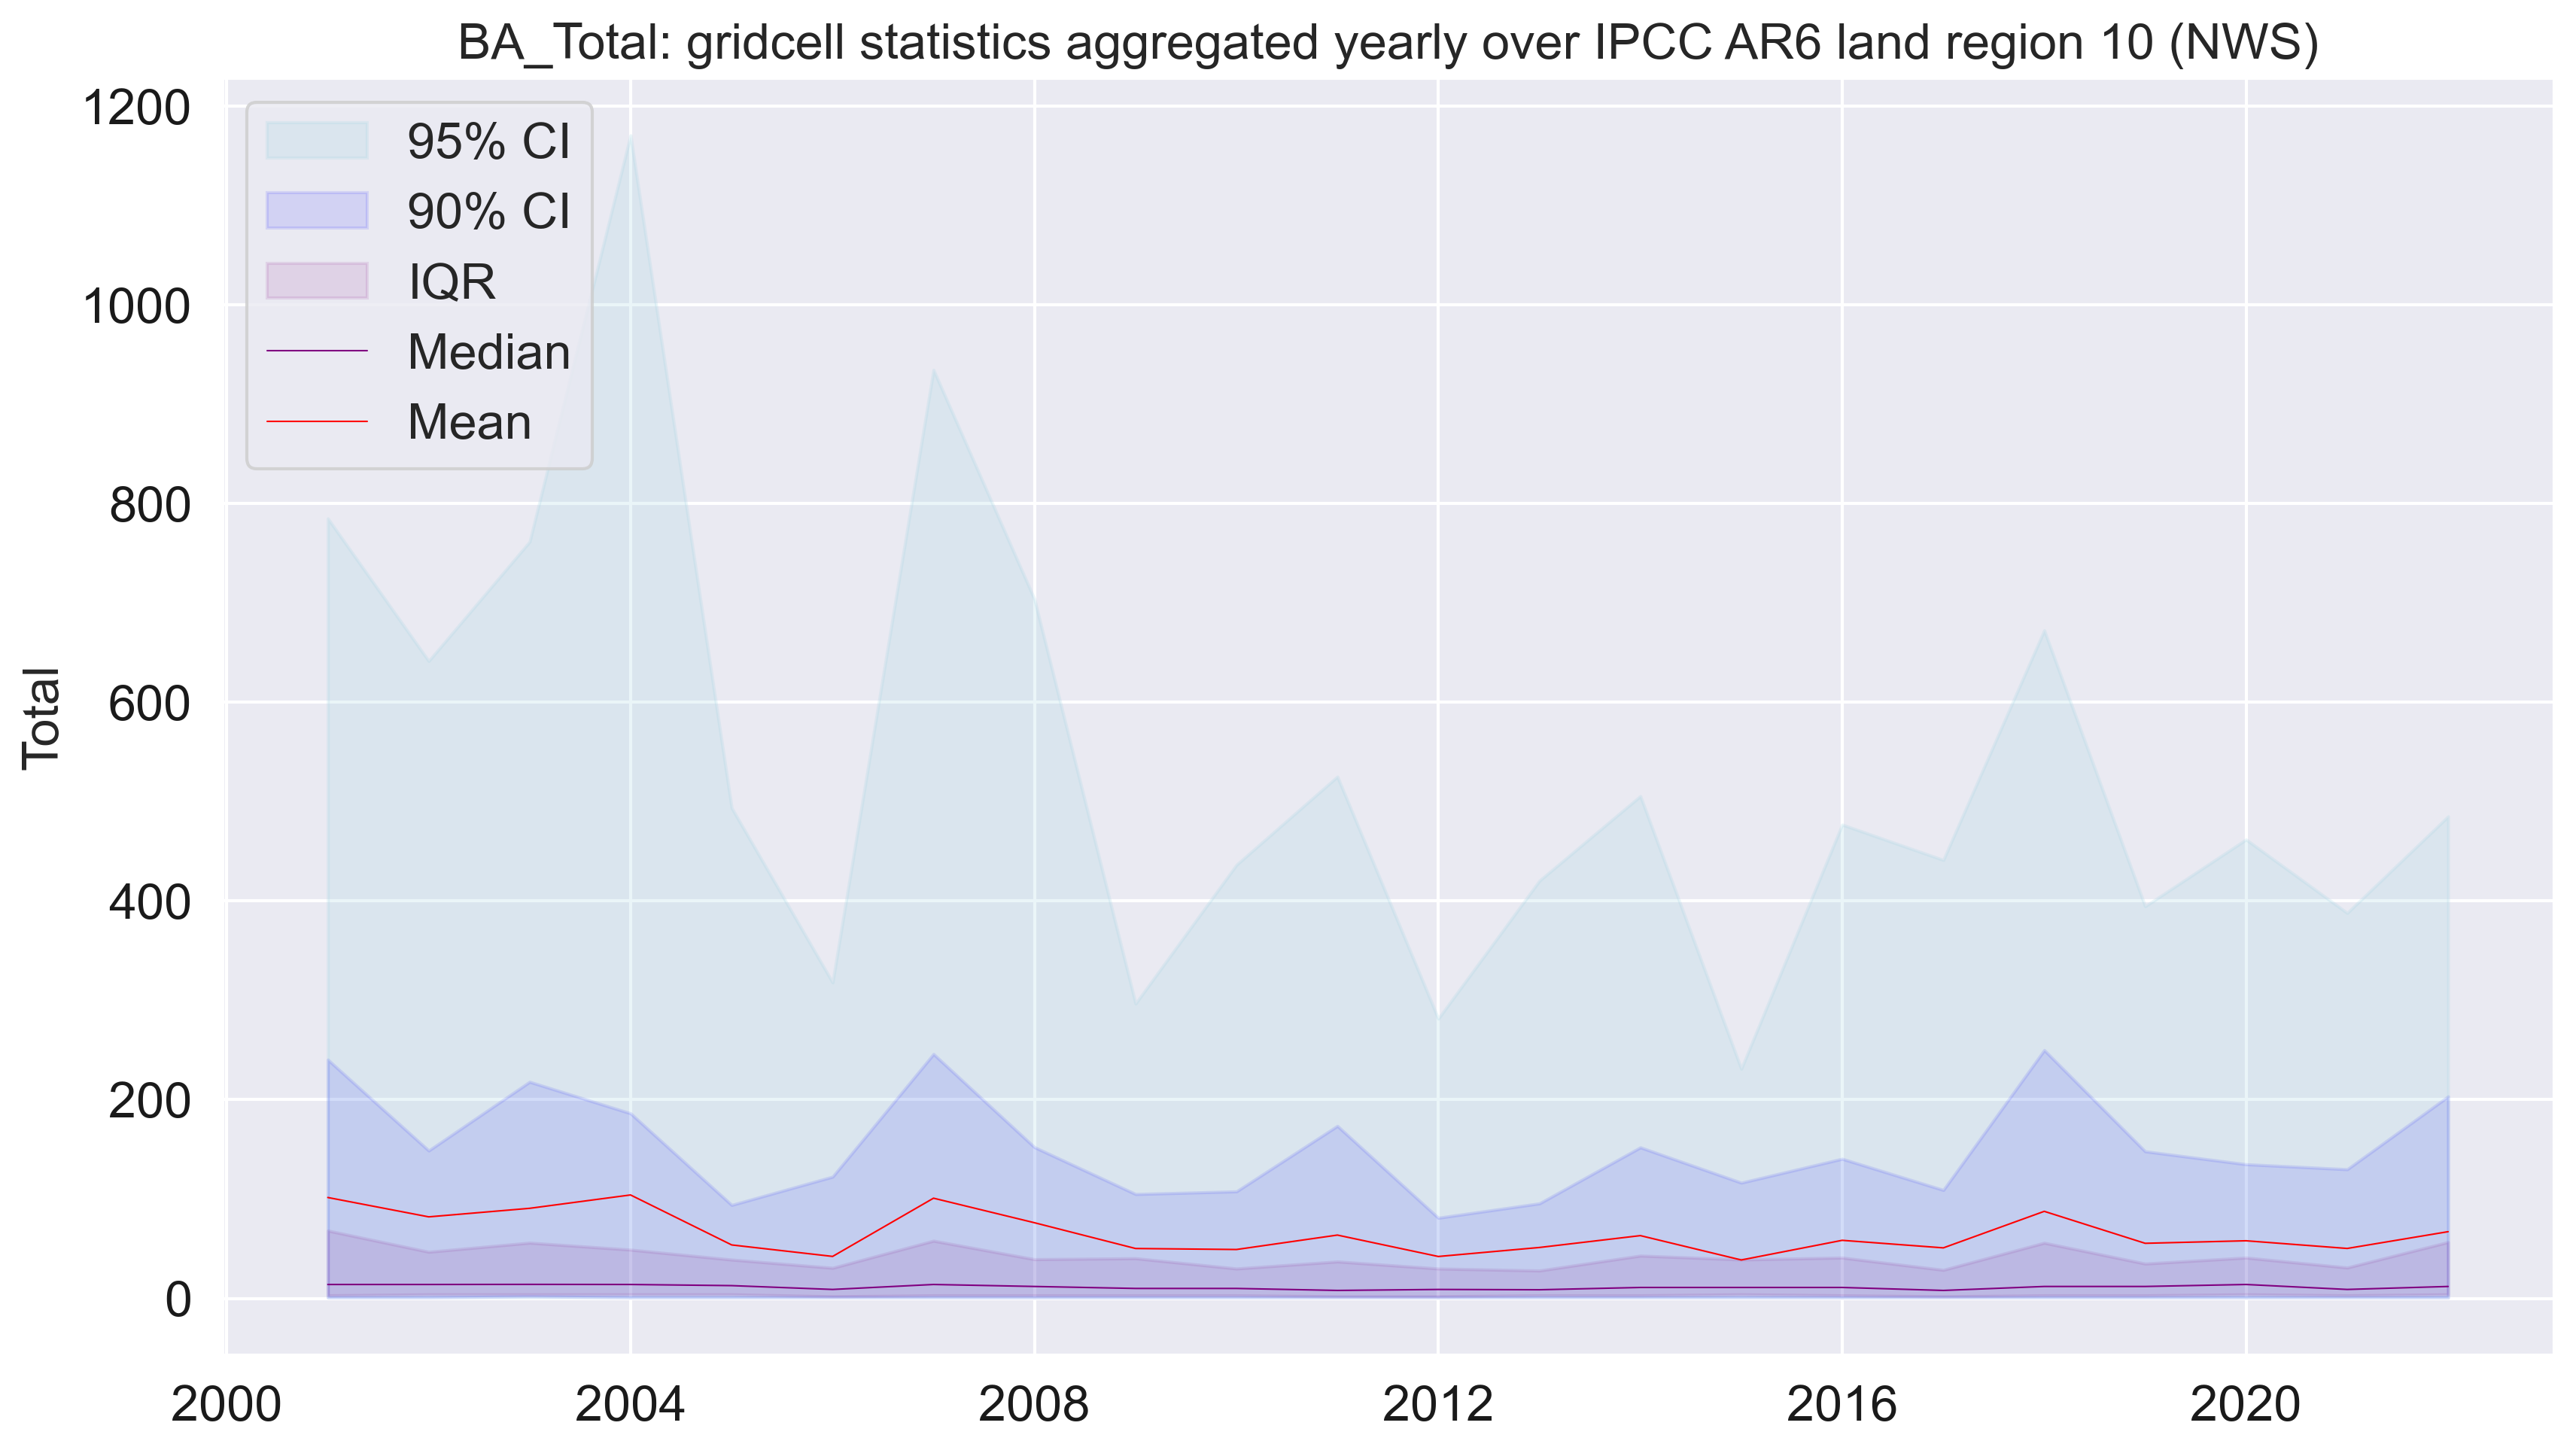 BA_Total: gridcell statistics aggregated yearly over IPCC AR6 land region 10 (NWS)
95% CI
90% CI
IQR
Median
Mean
Total
1200
1000
800
600
400
200
0
2000 2004 2008 2012 2016 2020